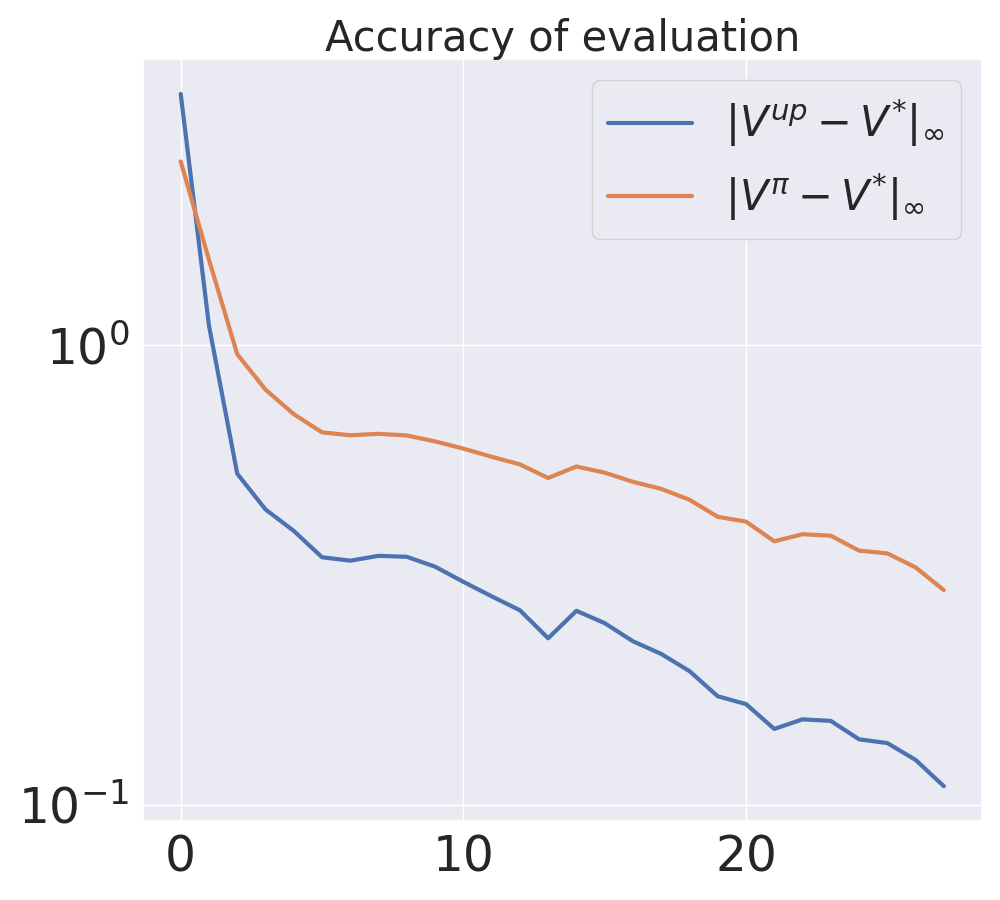 Accuracy of evaluation
|V^{up} − V^*|_∞
|V^π − V^*|_∞
10^0
10^{−1}
0 10 20